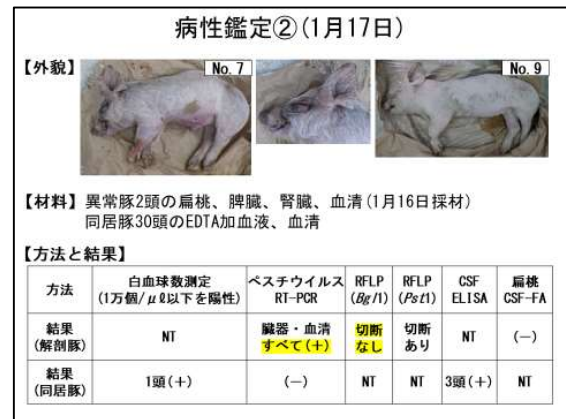 病性鑑定②(1月17日)
【外貌】
No.7
No.9
【材料】異常豚2頭の扁桃、脾臓、腎臓、血清(1月16日採材)
同居豚30頭のEDTA加血液、血清
【方法と結果】
方法 白血球数測定 (1万個/μℓ以下を陽性) ペスチウイルス RT-PCR RFLP (Bgl1) RFLP (Pst1) CSF ELISA 扁桃 CSF-FA
結果 (解剖豚) NT 臓器・血清 すべて(+) 切断 なし 切断 あり NT (-)
結果 (同居豚) 1頭(+) (-) NT NT 3頭(+) NT